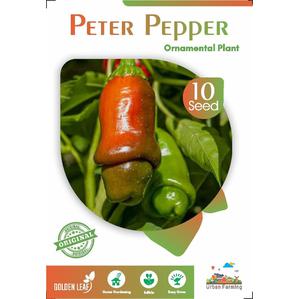 PETER PEPPER
Ornamental Plant
10
Seed
ORIGINAL
GOLDEN LEAF
Home Gardening
Edible
Easy Grow
Urban Farming